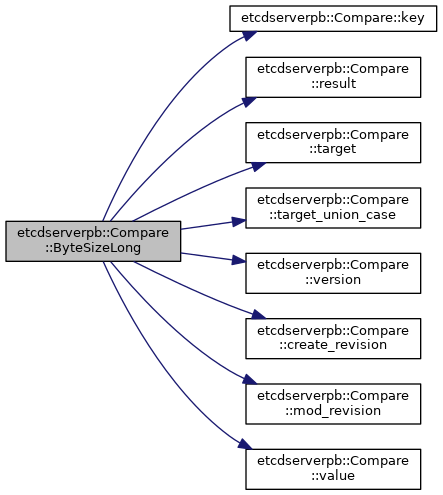 etcdserverpb::Compare::key
etcdserverpb::Compare
::result
etcdserverpb::Compare
::target
etcdserverpb::Compare
::target_union_case
etcdserverpb::Compare
::ByteSizeLong
etcdserverpb::Compare
::version
etcdserverpb::Compare
::create_revision
etcdserverpb::Compare
::mod_revision
etcdserverpb::Compare
::value